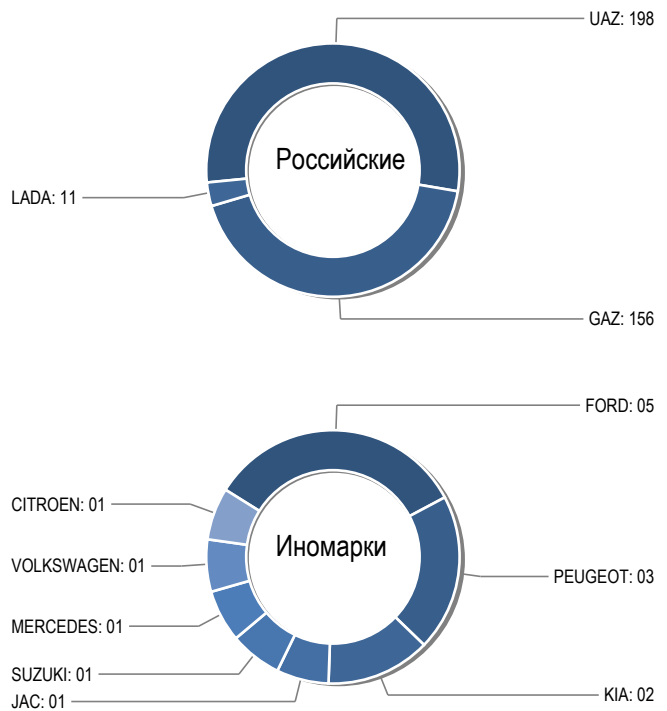 UAZ: 198
Российские
LADA: 11
GAZ: 156
FORD: 05
CITROEN: 01
Иномарки
VOLKSWAGEN: 01
PEUGEOT: 03
MERCEDES: 01
SUZUKI: 01
JAC: 01
KIA: 02